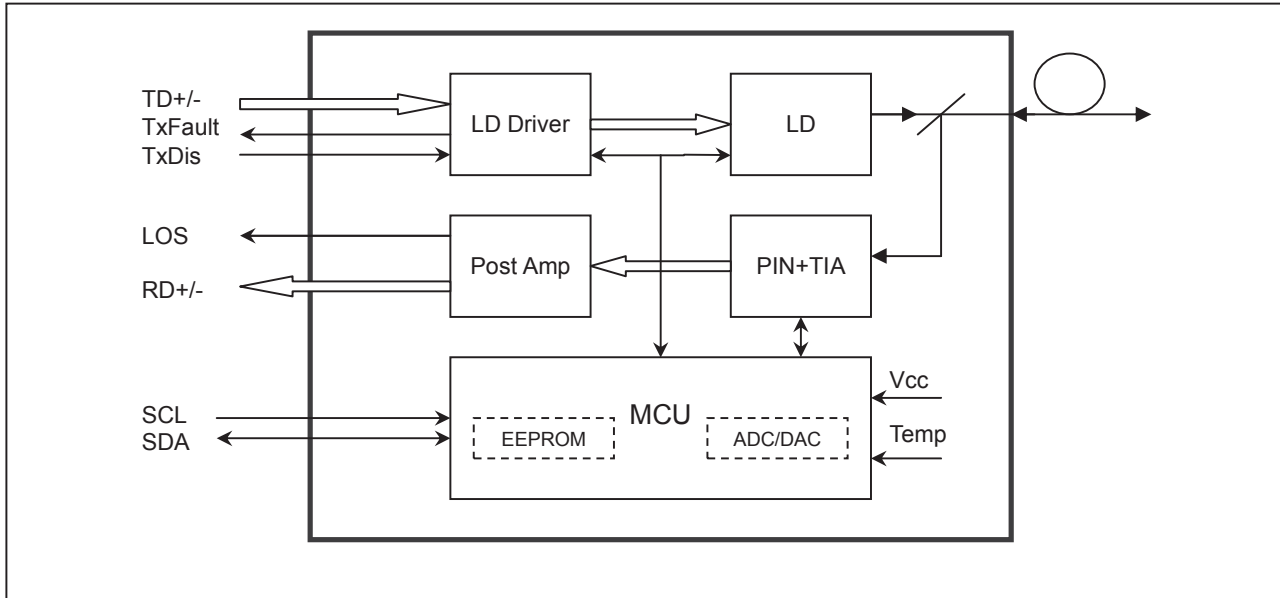 TD+/-
TxFault
TxDis
LD Driver
LD
LOS
RD+/-
Post Amp
PIN+TIA
SCL
SDA
MCU
EEPROM
ADC/DAC
Vcc
Temp